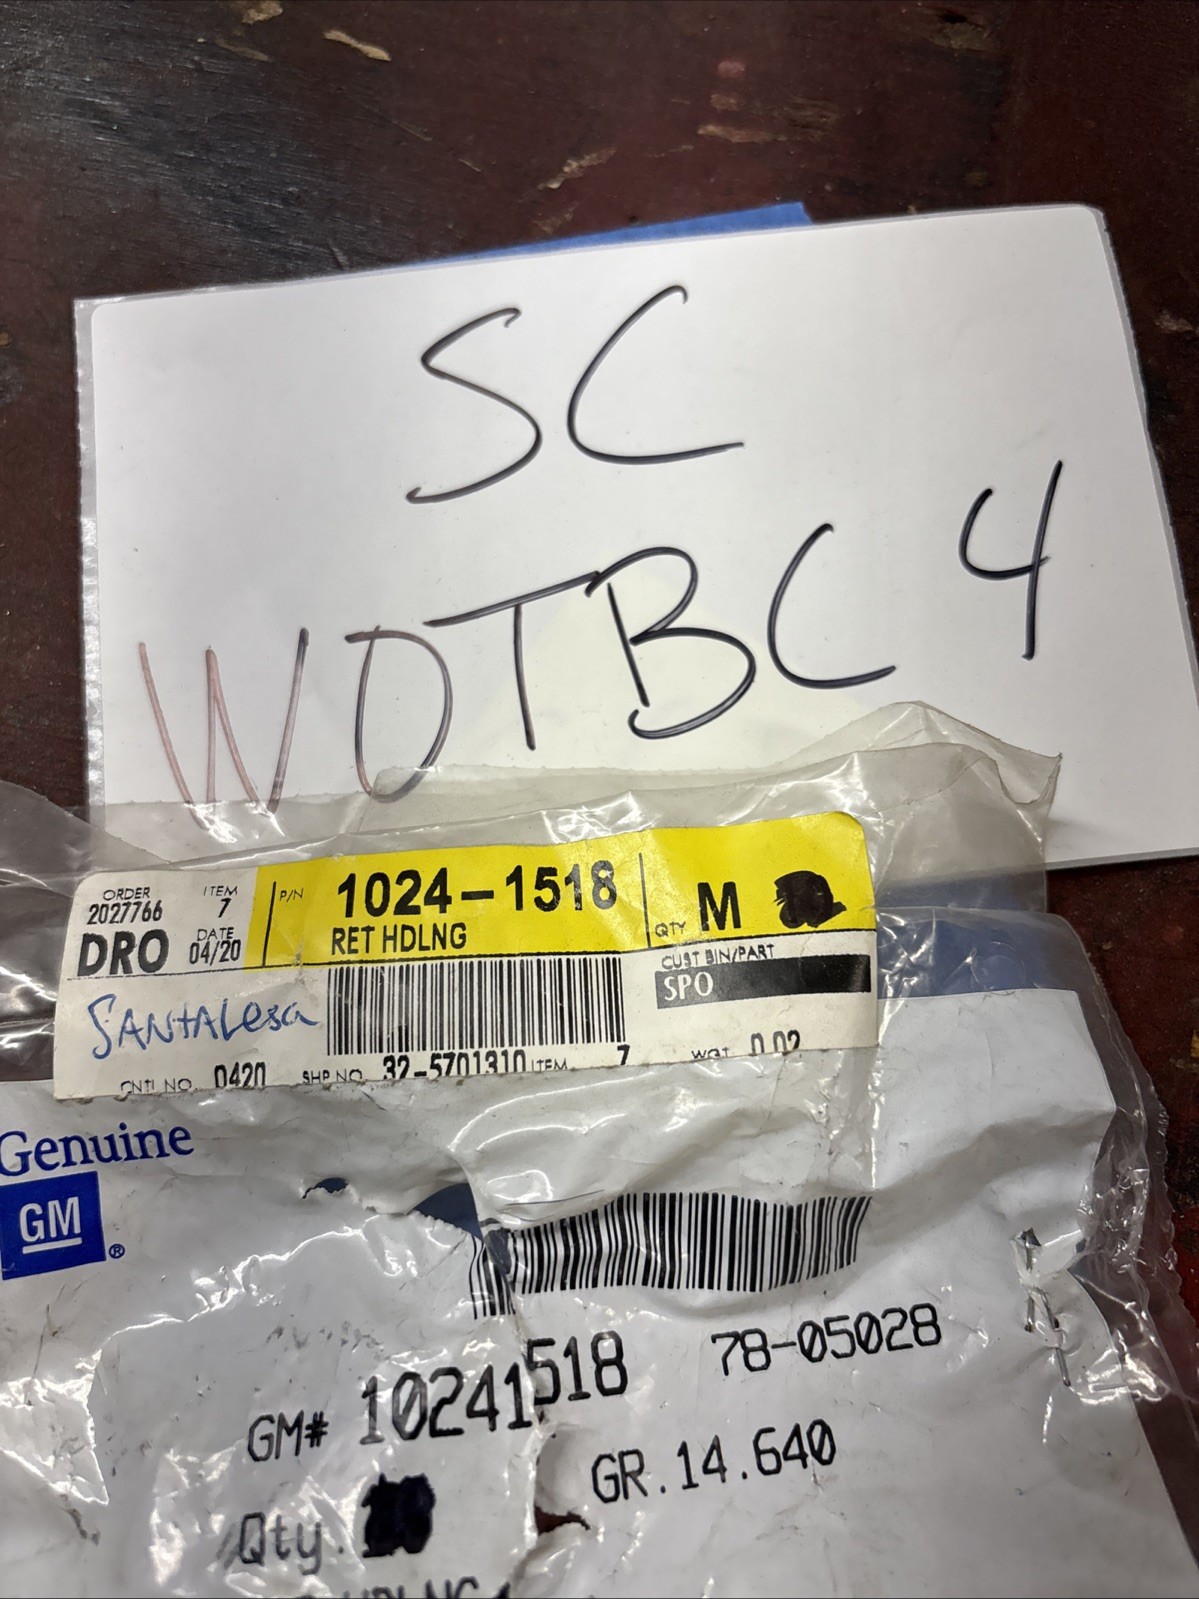 SC
WOTBC 4
ORDER
2027766
ITEM
7
DRO
DATE
04/20
P/N
1024-1518
RET HDLNG
QTY M
CUST BIN/PART
SPO
SANTALesa
CNTL NO. 0420
SHP NO. 32-5701310 ITEM 7
WGT 0.02
Genuine
GM ®
GM# 10241518
78-05028
GR.14.640
Qty.